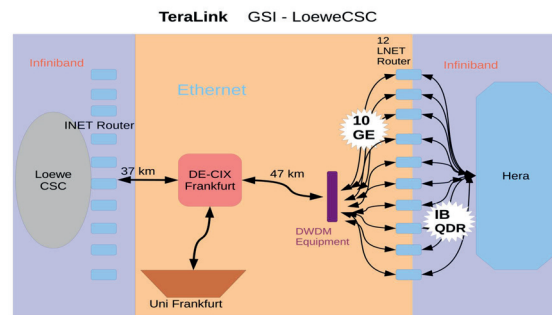 TeraLink GSI - LoeweCSC
12
LNET
Router
Infiniband
Ethernet
Infiniband
10
GE
INET Router
Loewe
CSC
37 km
DE-CIX
Frankfurt
47 km
Hera
IB
QDR
DWDM
Equipment
Uni Frankfurt